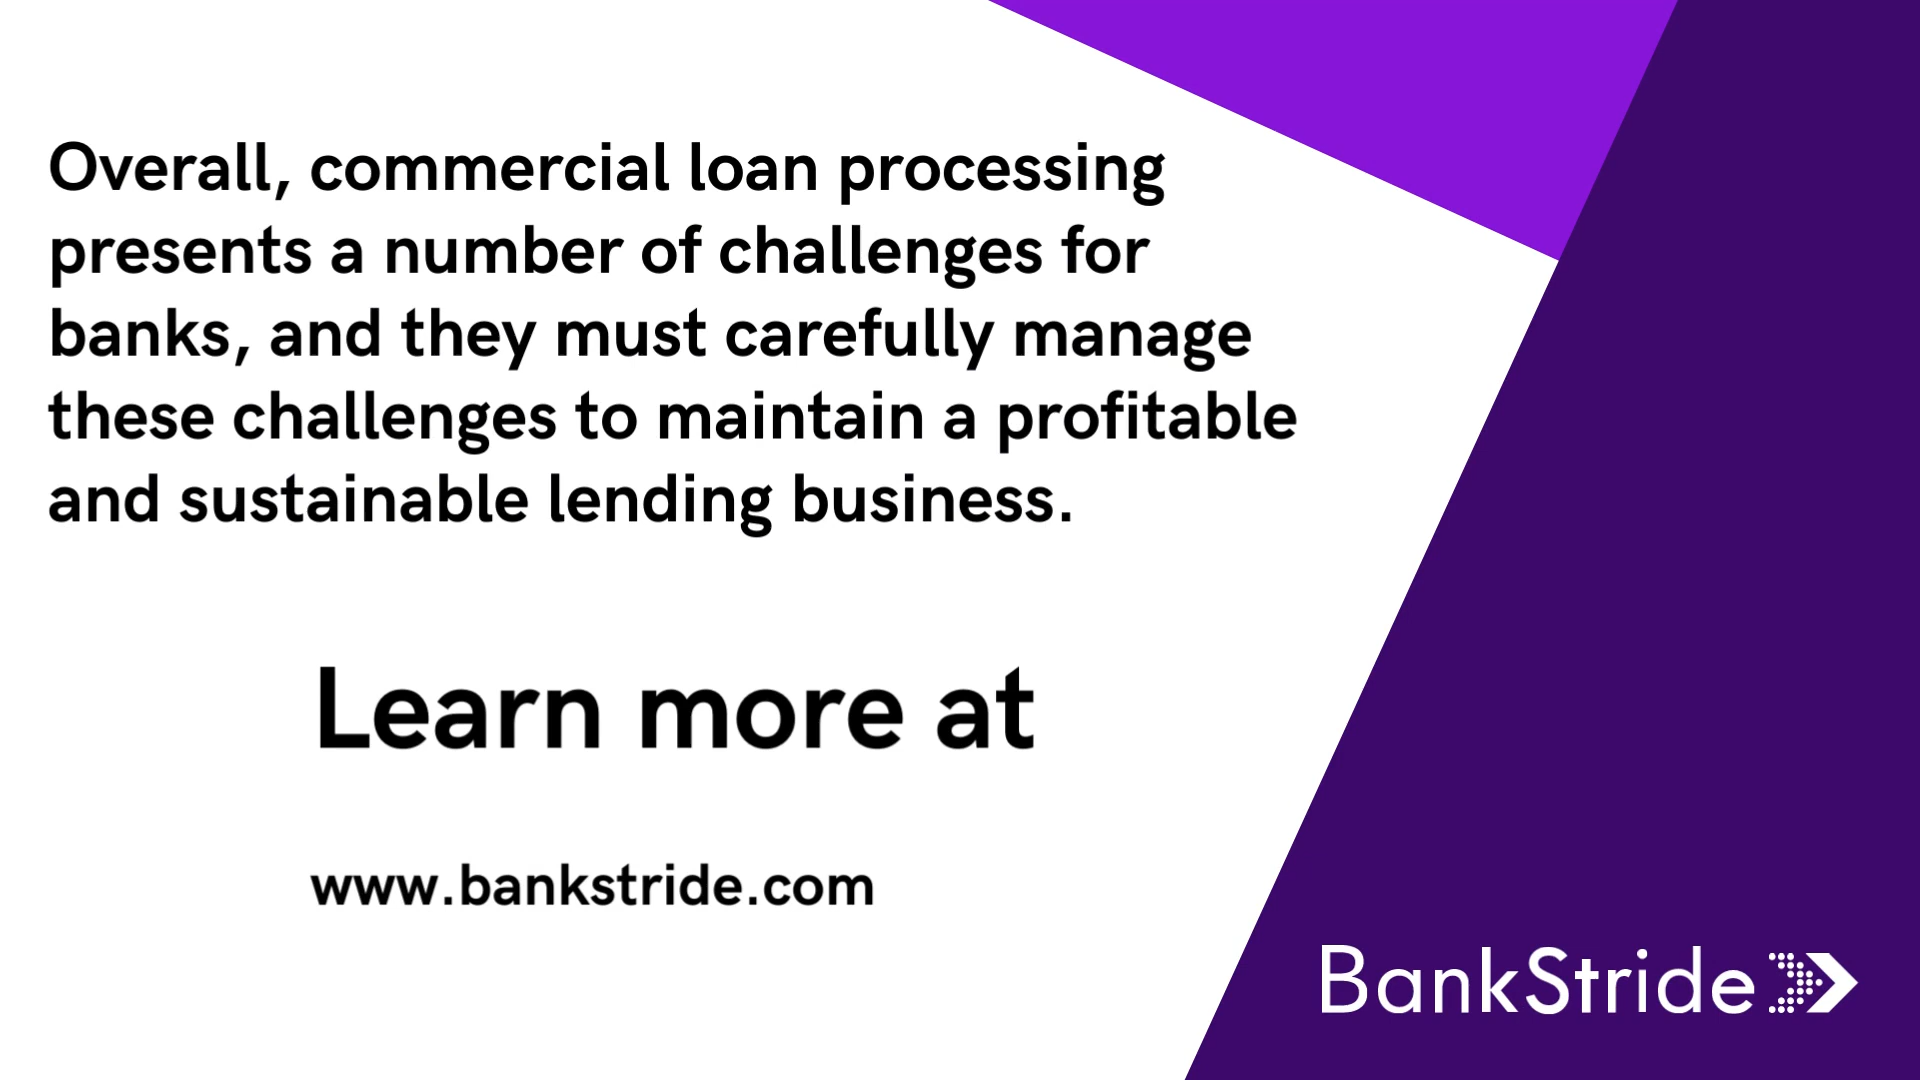 Overall, commercial loan processing
presents a number of challenges for
banks, and they must carefully manage
these challenges to maintain a profitable
and sustainable lending business.
Learn more at
www.bankstride.com
BankStride